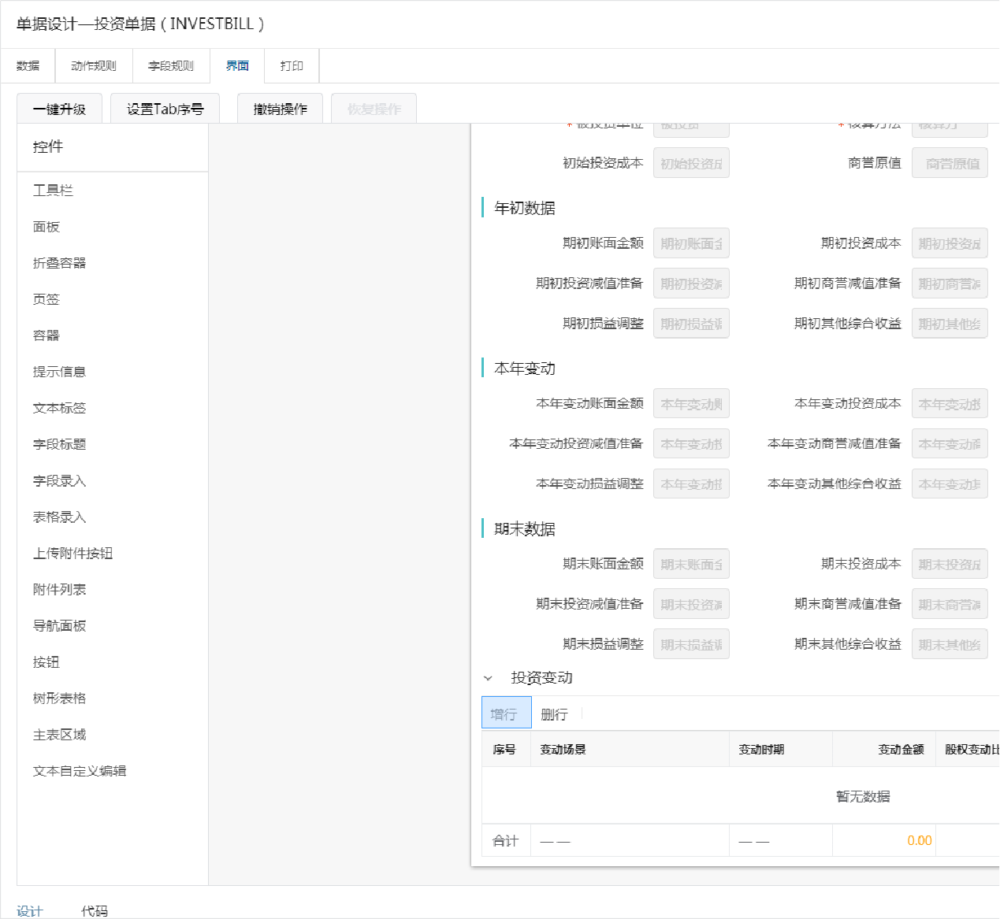 单据设计—投资单据（INVESTBILL）
数据 动作规则 字段规则 界面 打印
一键升级 设置Tab序号 撤销操作 恢复操作
控件
工具栏
面板
折叠容器
页签
容器
提示信息
文本标签
字段标题
字段录入
表格录入
上传附件按钮
附件列表
导航面板
按钮
树形表格
主表区域
文本自定义编辑
* 被投资单位 被投资 * 核算方法 核算方
初始投资成本 初始投资成 商誉原值 商誉原值
年初数据
期初账面金额 期初账面金 期初投资成本 期初投资成
期初投资减值准备 期初投资减 期初商誉减值准备 期初商誉减
期初损益调整 期初损益调 期初其他综合收益 期初其他综
本年变动
本年变动账面金额 本年变动账 本年变动投资成本 本年变动投
本年变动投资减值准备 本年变动投 本年变动商誉减值准备 本年变动商
本年变动损益调整 本年变动损 本年变动其他综合收益 本年变动其
期末数据
期末账面金额 期末账面金 期末投资成本 期末投资成
期末投资减值准备 期末投资减 期末商誉减值准备 期末商誉减
期末损益调整 期末损益调 期末其他综合收益 期末其他综
投资变动
增行 删行
序号 变动场景 变动时期 变动金额 股权变动比
暂无数据
合计 — — — — 0.00
设计 代码